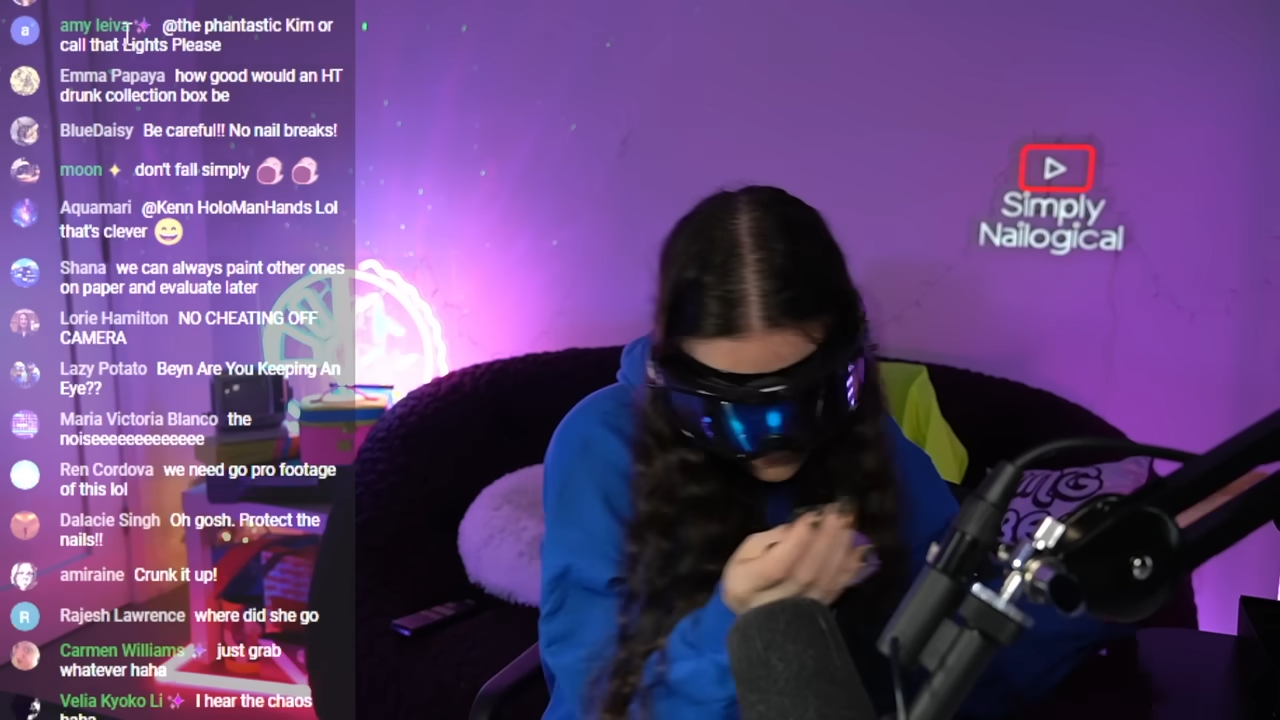 amy leiva @the phantastic Kim or
call that Lights Please
Emma Papaya how good would an HT
drunk collection box be
BlueDaisy Be careful!! No nail breaks!
moon don't fall simply
Aquamari @Kenn HoloManHands Lol
that's clever
Shana we can always paint other ones
on paper and evaluate later
Lorie Hamilton NO CHEATING OFF
CAMERA
Lazy Potato Beyn Are You Keeping An
Eye??
Maria Victoria Blanco the
noiseeeeeeeeeeeee
Ren Cordova we need go pro footage
of this lol
Dalacie Singh Oh gosh. Protect the
nails!!
amiraine Crunk it up!
Rajesh Lawrence where did she go
Carmen Williams just grab
whatever haha
Velia Kyoko Li I hear the chaos
haha
a
R
Simply
Nailogical